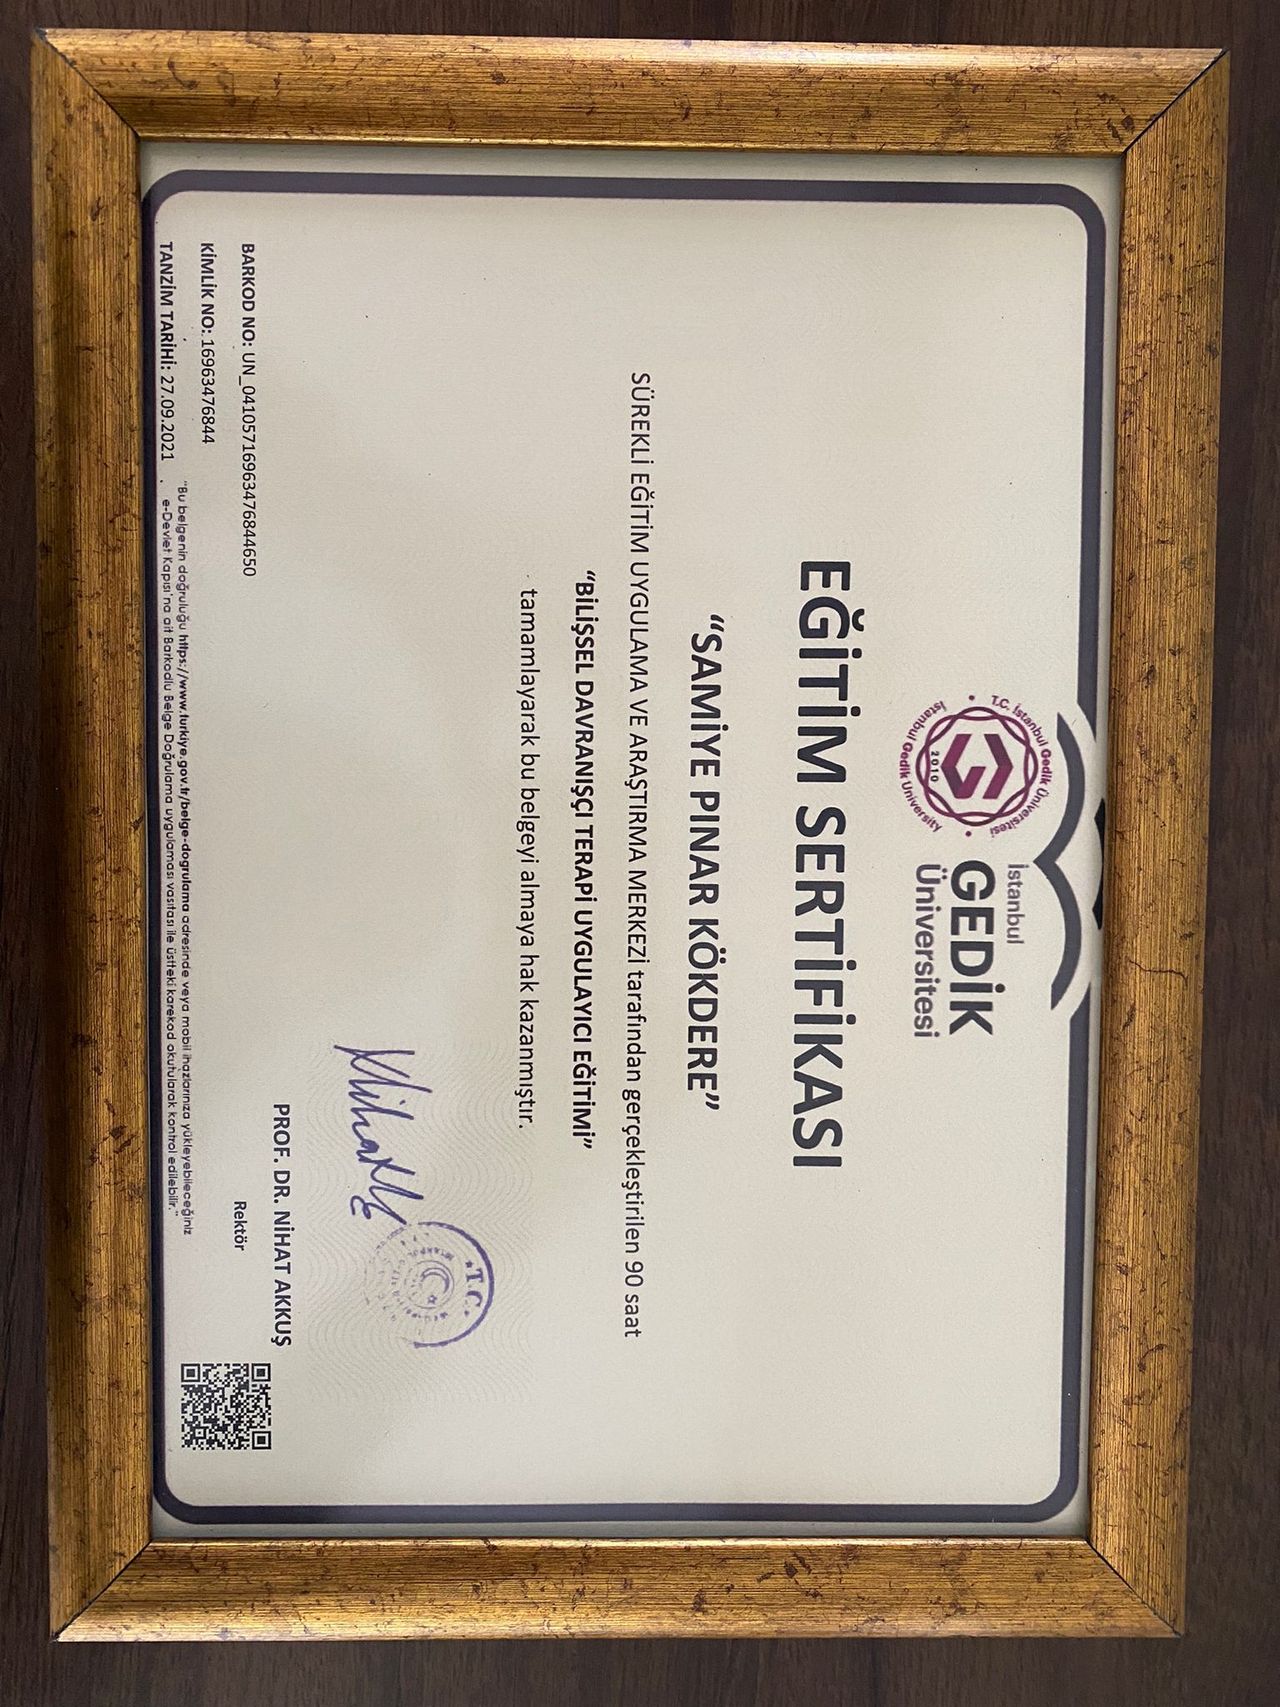 T.C. İstanbul Gedik Üniversitesi
İstanbul Gedik University
2010
İstanbul
GEDİK
Üniversitesi
EĞİTİM SERTİFİKASI
“SAMİYE PINAR KÖKDERE”
SÜREKLİ EĞİTİM UYGULAMA VE ARAŞTIRMA MERKEZİ tarafından gerçekleştirilen 90 saat
“BİLİŞSEL DAVRANIŞÇI TERAPİ UYGULAYICI EĞİTİMİ”
tamamlayarak bu belgeyi almaya hak kazanmıştır.
T.C.
PROF. DR. NİHAT AKKUŞ
Rektör
BARKOD NO: UN_04105716963476844650
KİMLİK NO: 16963476844
TANZİM TARİHİ: 27.09.2021
"Bu belgenin doğruluğu https://www.turkiye.gov.tr/belge-dogrulama adresinde veya mobil ihazlarınıza yükleyebileceğiniz
e-Devlet Kapısı'na ait Barkodlu Belge Doğrulama uygulaması vasıtası ile üstteki karekod okutularak kontrol edilebilir."